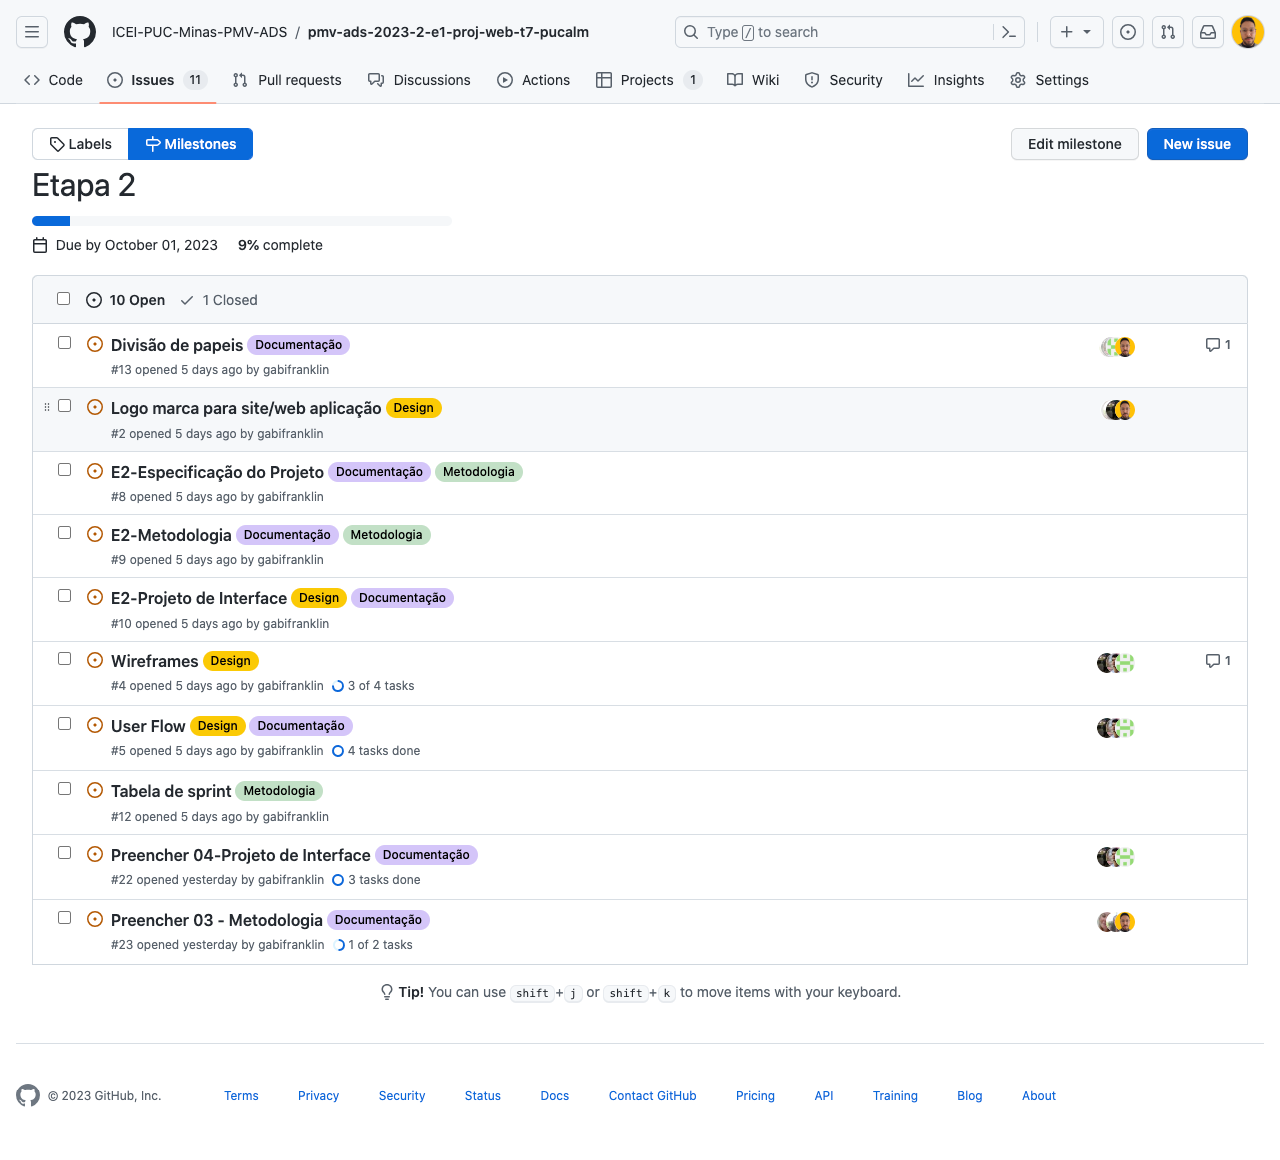 ICEI-PUC-Minas-PMV-ADS / pmv-ads-2023-2-e1-proj-web-t7-pucalm
Type / to search
Code Issues 11 Pull requests Discussions Actions Projects 1 Wiki Security Insights Settings
Labels Milestones Edit milestone New issue
Etapa 2
Due by October 01, 2023 9% complete
10 Open 1 Closed
Divisão de papeis Documentação 1
#13 opened 5 days ago by gabifranklin
Logo marca para site/web aplicação Design
#2 opened 5 days ago by gabifranklin
E2-Especificação do Projeto Documentação Metodologia
#8 opened 5 days ago by gabifranklin
E2-Metodologia Documentação Metodologia
#9 opened 5 days ago by gabifranklin
E2-Projeto de Interface Design Documentação
#10 opened 5 days ago by gabifranklin
Wireframes Design 1
#4 opened 5 days ago by gabifranklin 3 of 4 tasks
User Flow Design Documentação
#5 opened 5 days ago by gabifranklin 4 tasks done
Tabela de sprint Metodologia
#12 opened 5 days ago by gabifranklin
Preencher 04-Projeto de Interface Documentação
#22 opened yesterday by gabifranklin 3 tasks done
Preencher 03 - Metodologia Documentação
#23 opened yesterday by gabifranklin 1 of 2 tasks
Tip! You can use shift+j or shift+k to move items with your keyboard.
© 2023 GitHub, Inc. Terms Privacy Security Status Docs Contact GitHub Pricing API Training Blog About